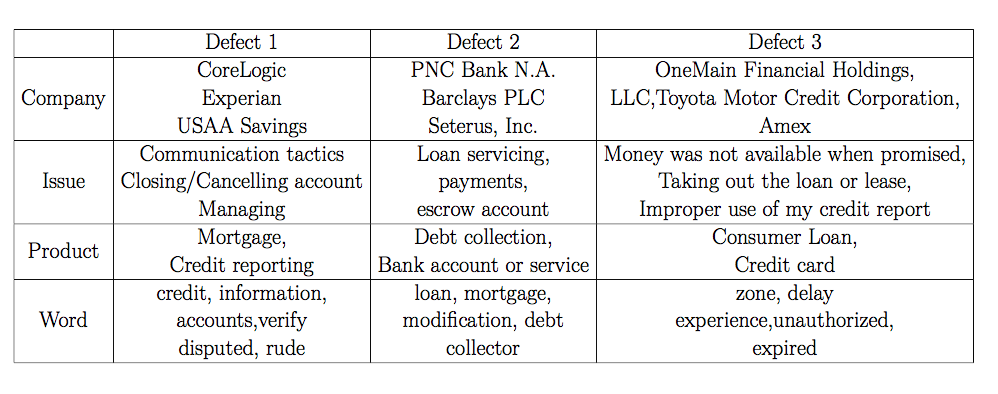 Defect 1 Defect 2 Defect 3
Company
CoreLogic
Experian
USAA Savings
PNC Bank N.A.
Barclays PLC
Seterus, Inc.
OneMain Financial Holdings,
LLC,Toyota Motor Credit Corporation,
Amex
Issue
Communication tactics
Closing/Cancelling account
Managing
Loan servicing,
payments,
escrow account
Money was not available when promised,
Taking out the loan or lease,
Improper use of my credit report
Product
Mortgage,
Credit reporting
Debt collection,
Bank account or service
Consumer Loan,
Credit card
Word
credit, information,
accounts,verify
disputed, rude
loan, mortgage,
modification, debt
collector
zone, delay
experience,unauthorized,
expired